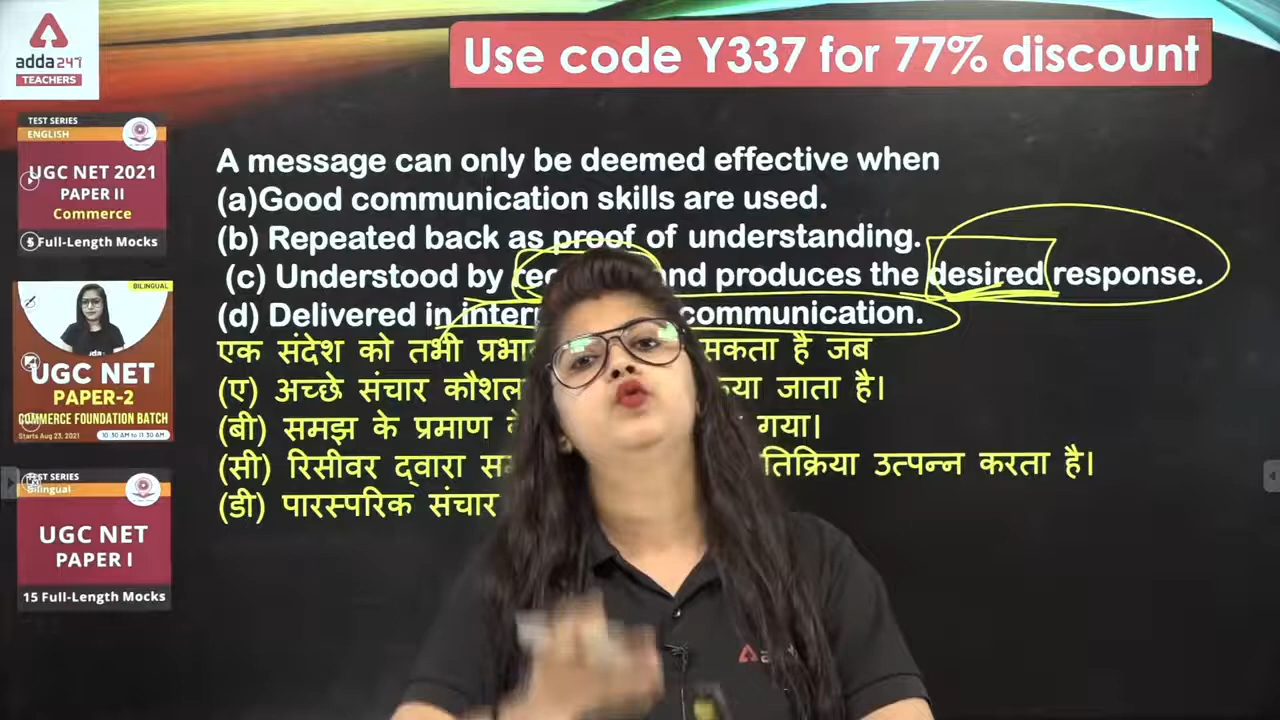 Use code Y337 for 77% discount
adda247
TEACHERS
TEST SERIES
ENGLISH
UGC NET 2021
PAPER II
Commerce
5 Full-Length Mocks
BILINGUAL
UGC NET
PAPER-2
COMMERCE FOUNDATION BATCH
Starts Aug 23, 2021 10:30 AM to 11:30 AM
TEST SERIES
Bilingual
UGC NET
PAPER I
15 Full-Length Mocks
A message can only be deemed effective when
(a)Good communication skills are used.
(b) Repeated back as proof of understanding.
(c) Understood by and produces the desired response.
(d) Delivered in communication.
एक संदेश को तभी सकता है जब
(ए) अच्छे संचार जाता है।
(बी) समझ के प्रमाण गया।
(सी) रिसीवर द्वारा उत्पन्न करता है।
(डी) पारस्परिक संचार